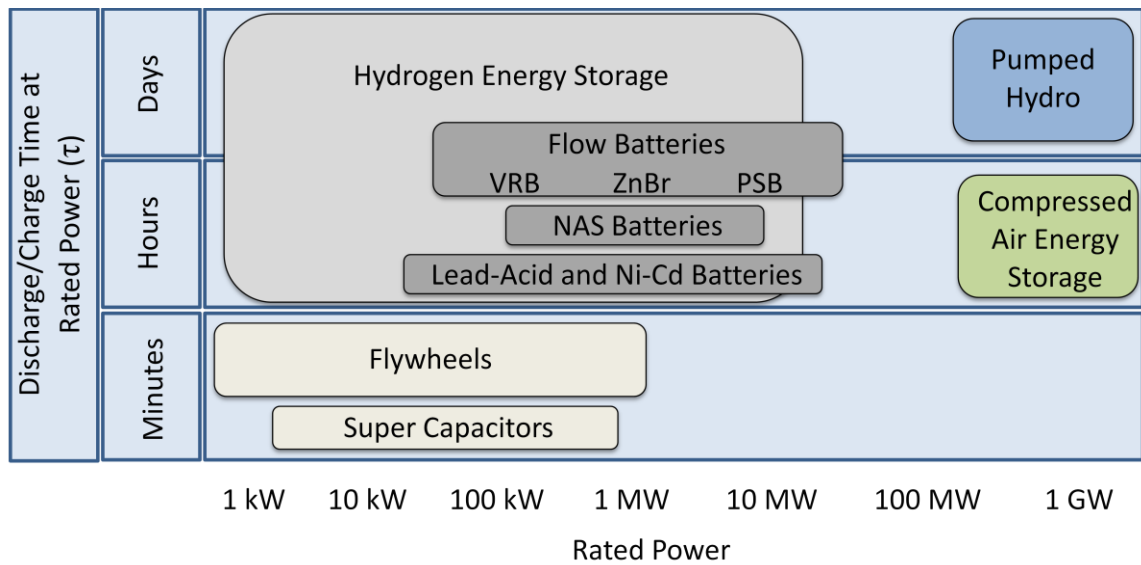 Discharge/Charge Time at
Rated Power (τ)
Days
Hydrogen Energy Storage
Pumped
Hydro
Flow Batteries
VRB ZnBr PSB
Hours
NAS Batteries
Lead-Acid and Ni-Cd Batteries
Compressed
Air Energy
Storage
Minutes
Flywheels
Super Capacitors
1 kW 10 kW 100 kW 1 MW 10 MW 100 MW 1 GW
Rated Power